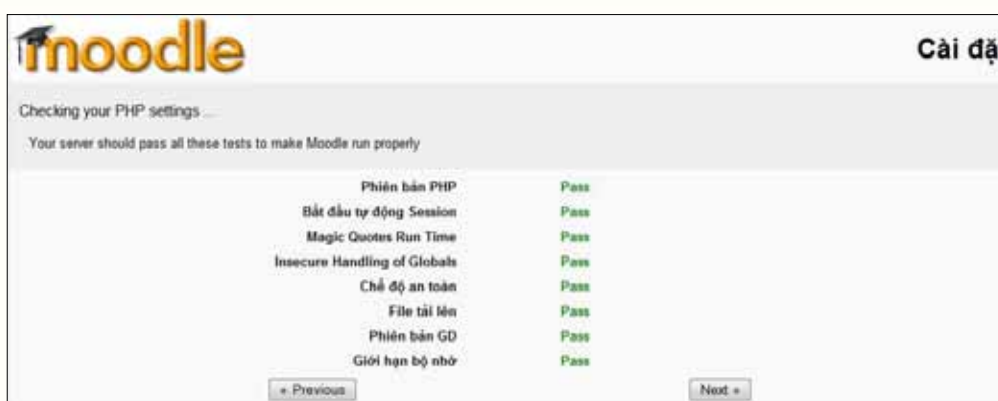 moodle
Cài đặ
Checking your PHP settings ...
Your server should pass all these tests to make Moodle run properly
Phiên bản PHP Pass
Bắt đầu tự động Session Pass
Magic Quotes Run Time Pass
Insecure Handling of Globals Pass
Chế độ an toàn Pass
File tải lên Pass
Phiên bản GD Pass
Giới hạn bộ nhớ Pass
« Previous Next »